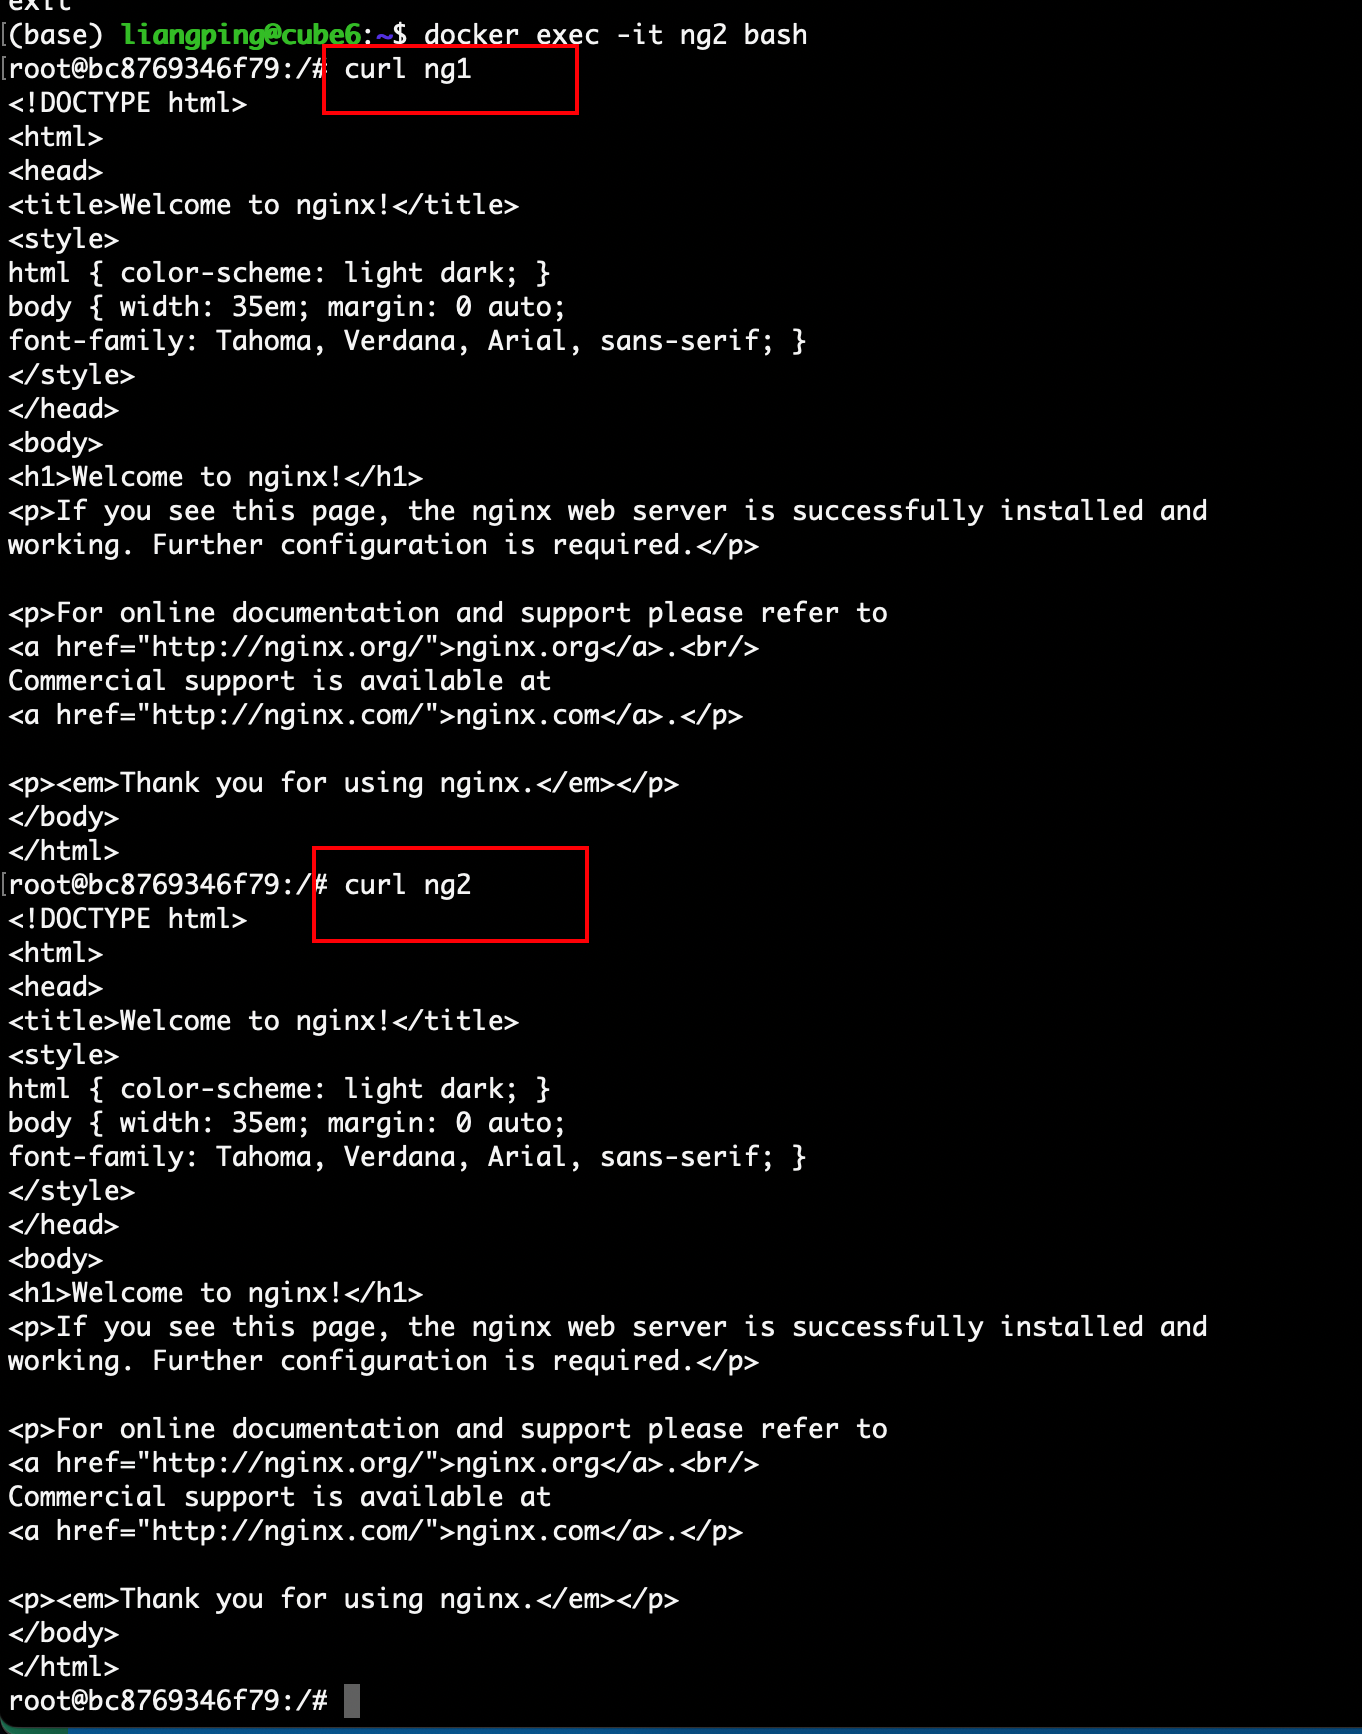 exit
(base) liangping@cube6:~$ docker exec -it ng2 bash
root@bc8769346f79:/# curl ng1
<!DOCTYPE html>
<html>
<head>
<title>Welcome to nginx!</title>
<style>
html { color-scheme: light dark; }
body { width: 35em; margin: 0 auto;
font-family: Tahoma, Verdana, Arial, sans-serif; }
</style>
</head>
<body>
<h1>Welcome to nginx!</h1>
<p>If you see this page, the nginx web server is successfully installed and
working. Further configuration is required.</p>

<p>For online documentation and support please refer to
<a href="http://nginx.org/">nginx.org</a>.<br/>
Commercial support is available at
<a href="http://nginx.com/">nginx.com</a>.</p>

<p><em>Thank you for using nginx.</em></p>
</body>
</html>
root@bc8769346f79:/# curl ng2
<!DOCTYPE html>
<html>
<head>
<title>Welcome to nginx!</title>
<style>
html { color-scheme: light dark; }
body { width: 35em; margin: 0 auto;
font-family: Tahoma, Verdana, Arial, sans-serif; }
</style>
</head>
<body>
<h1>Welcome to nginx!</h1>
<p>If you see this page, the nginx web server is successfully installed and
working. Further configuration is required.</p>

<p>For online documentation and support please refer to
<a href="http://nginx.org/">nginx.org</a>.<br/>
Commercial support is available at
<a href="http://nginx.com/">nginx.com</a>.</p>

<p><em>Thank you for using nginx.</em></p>
</body>
</html>
root@bc8769346f79:/#